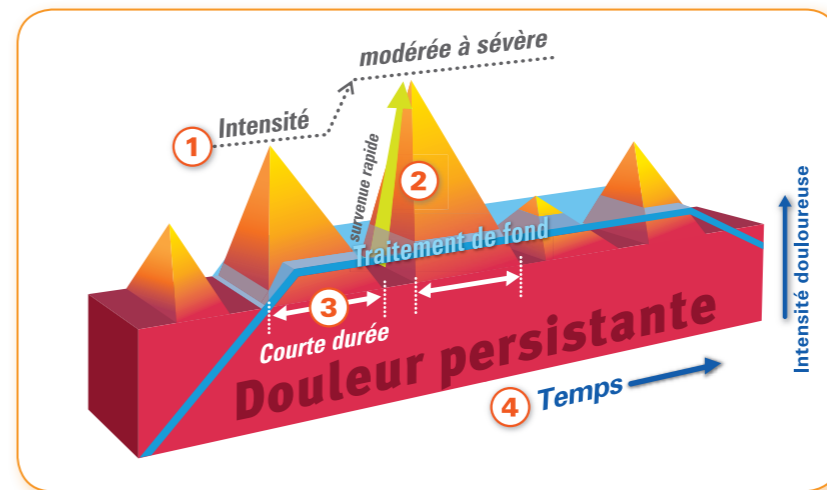 modérée à sévère
1 Intensité
2
survenue rapide
Traitement de fond
3
Courte durée
Douleur persistante
4 Temps
Intensité douloureuse